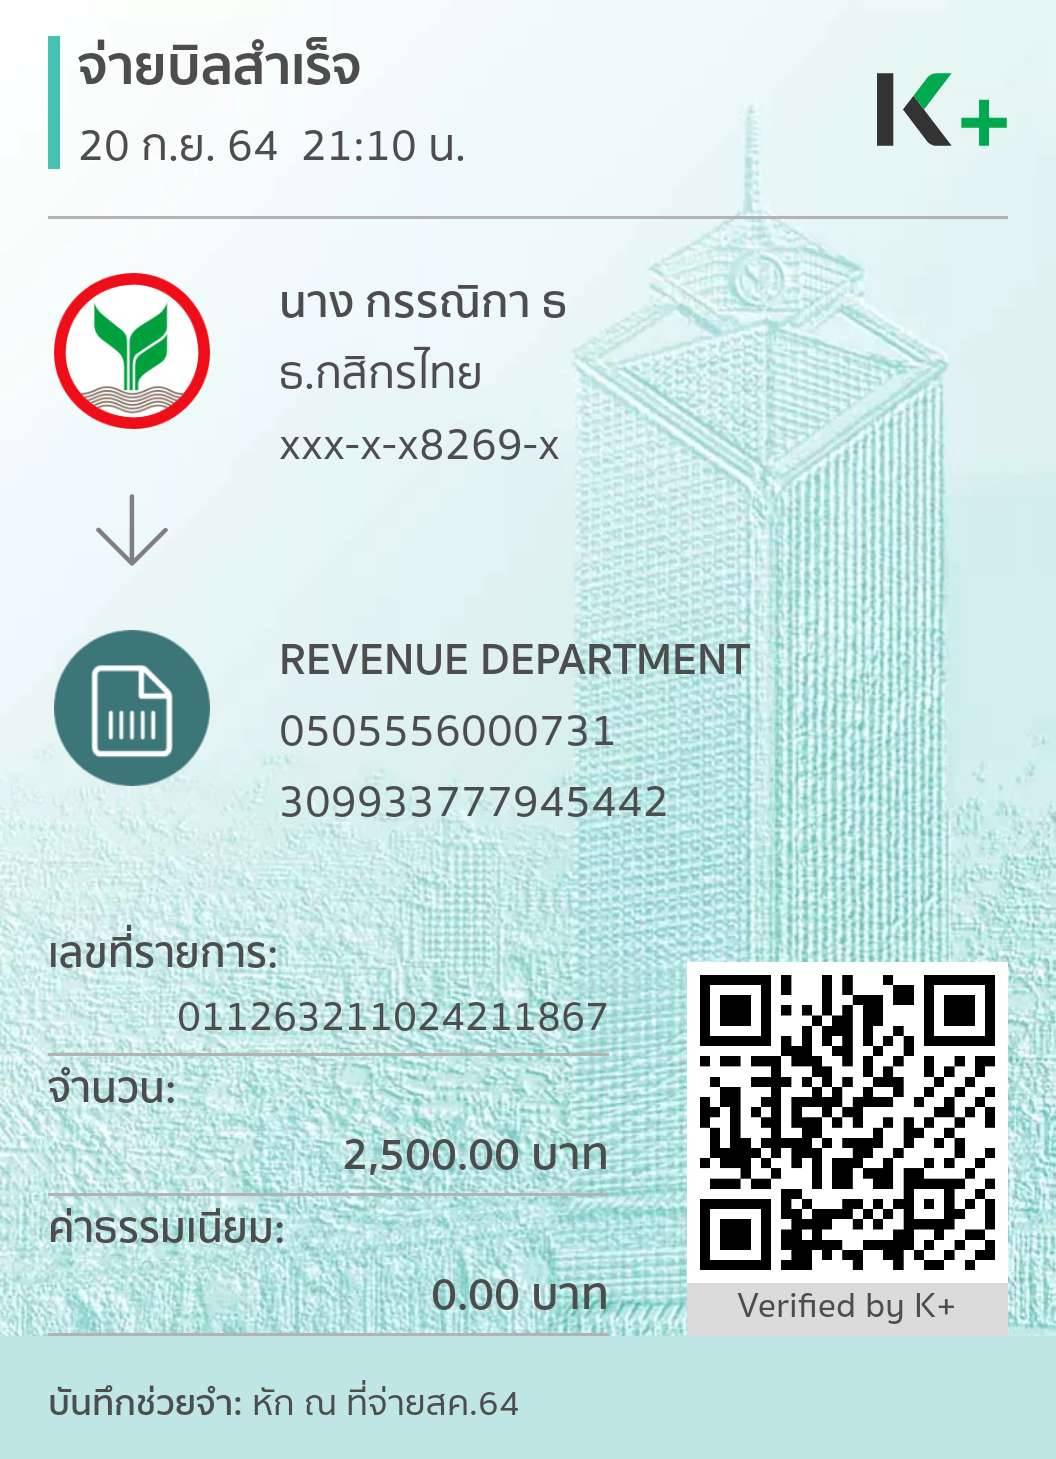 จ่ายบิลสำเร็จ
20 ก.ย. 64  21:10 น.
K+
นาง กรรณิกา ธ
ธ.กสิกรไทย
xxx-x-x8269-x
REVENUE DEPARTMENT
0505556000731
309933777945442
เลขที่รายการ:
011263211024211867
จำนวน:
2,500.00 บาท
ค่าธรรมเนียม:
0.00 บาท
Verified by K+
บันทึกช่วยจำ: หัก ณ ที่จ่ายสค.64